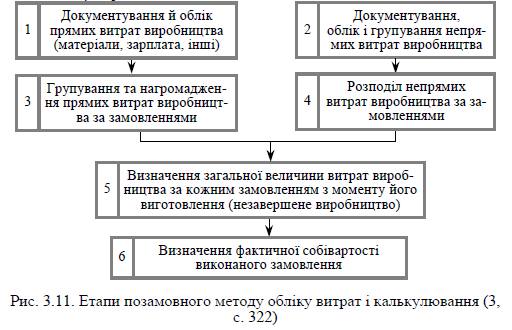 1
Документування й облік
прямих витрат виробництва
(матеріали, зарплата, інші)
2
Документування,
облік і групування непря-
мих витрат виробництва
3
Групування та нагромаджен-
ня прямих витрат виробницт-
ва за замовленнями
4
Розподіл непрямих
витрат виробництва за за-
мовленнями
5
Визначення загальної величини витрат вироб-
ництва за кожним замовленням з моменту його
виготовлення (незавершене виробництво)
6
Визначення фактичної собівартості
виконаного замовлення
Рис. 3.11. Етапи позамовного методу обліку витрат і калькулювання (3,
с. 322)